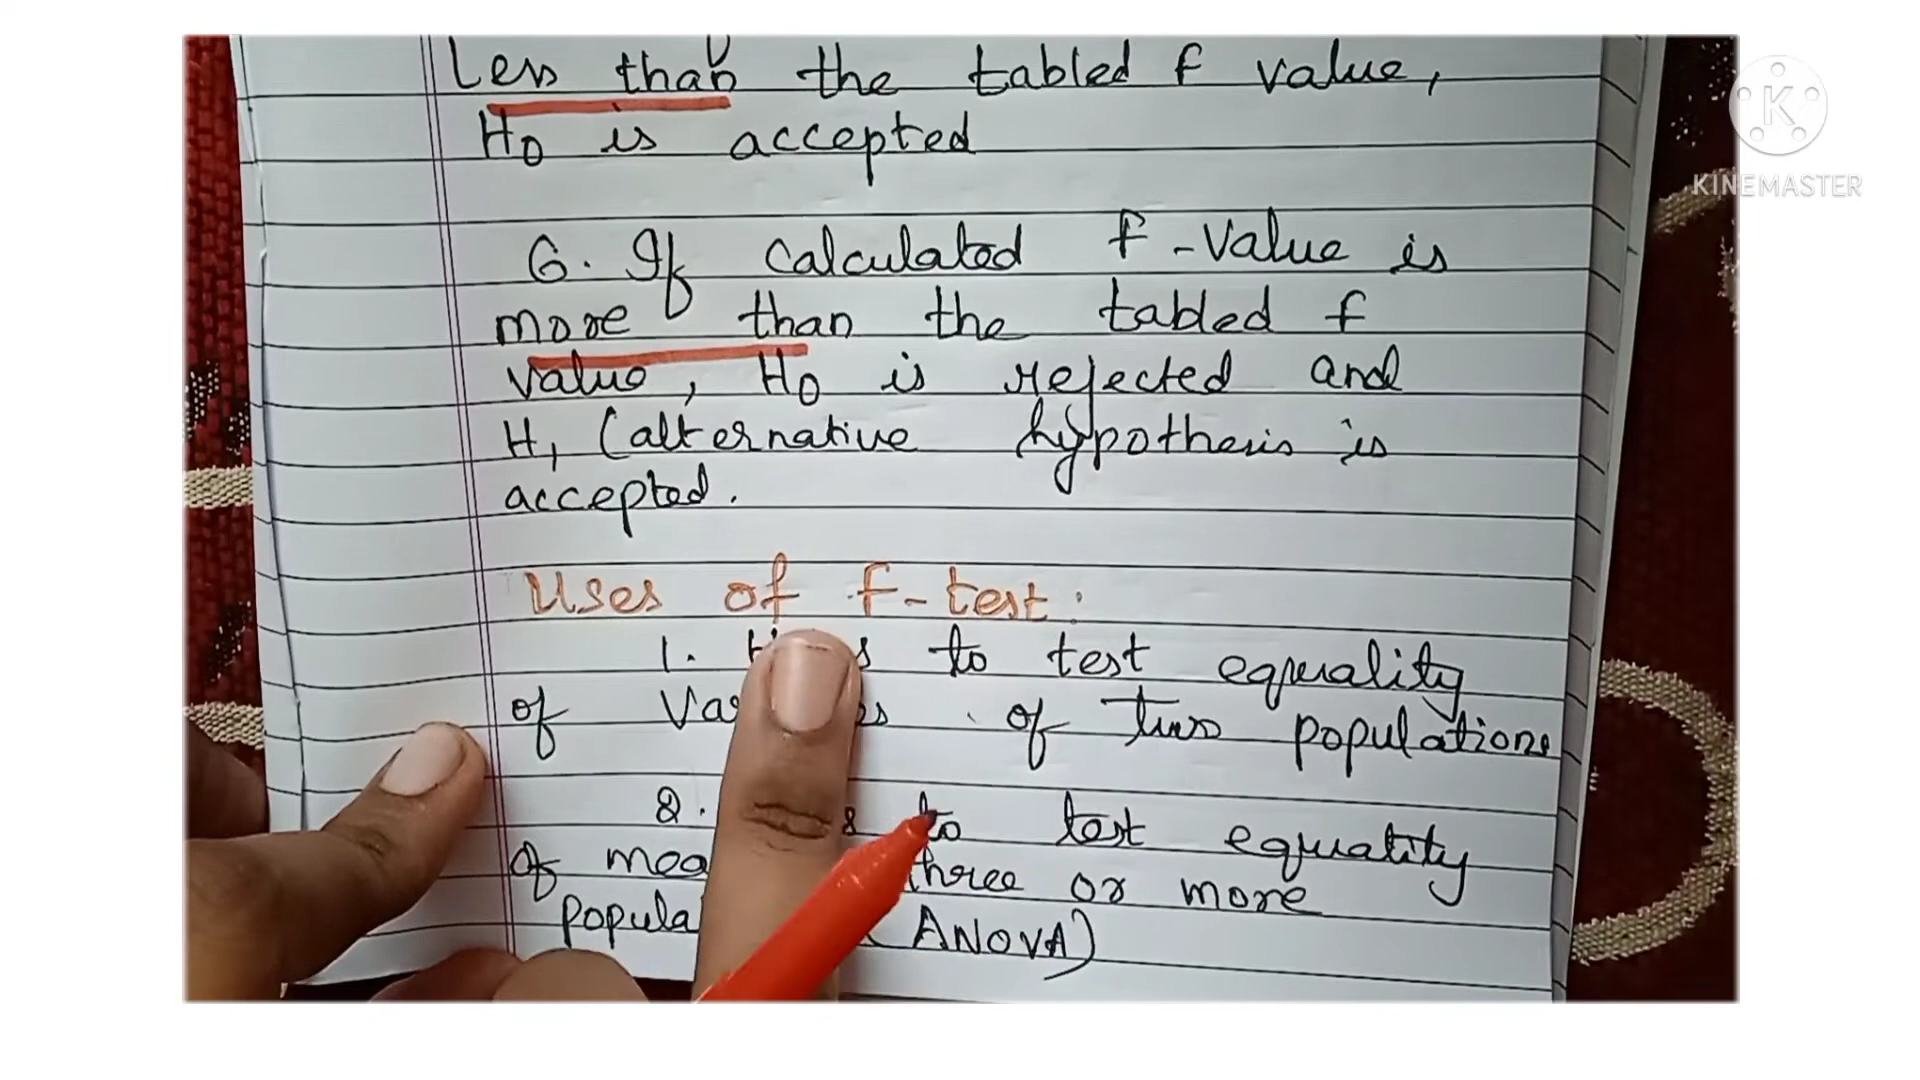 Less than the tabled f value,
H0 is accepted
6. If calculated f-value is
more than the tabled f
value, H0 is rejected and
H1 (alternative hypothesis is
accepted.
Uses of f-test:
1. to test equality
of of two populations
2. to test equality
of three or more
ANOVA)
KINEMASTER